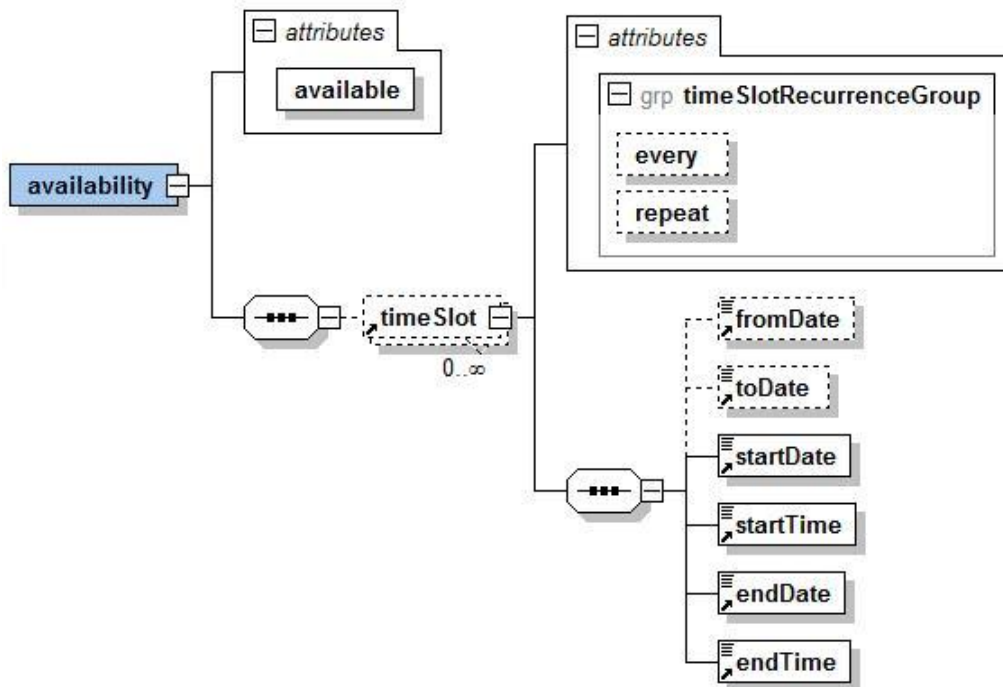 attributes
available
availability
timeSlot
0..∞
attributes
grp timeSlotRecurrenceGroup
every
repeat
fromDate
toDate
startDate
startTime
endDate
endTime